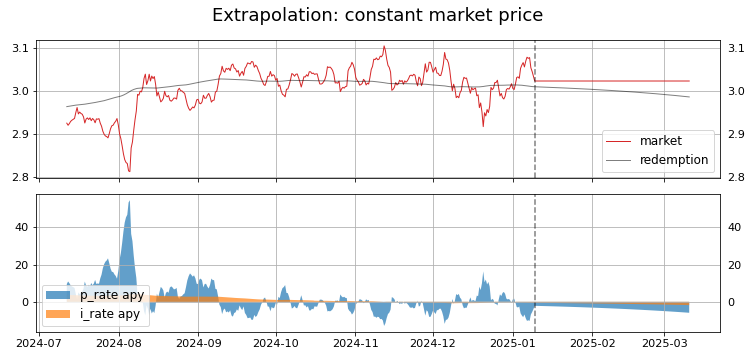 Extrapolation: constant market price
3.1 3.1
3.0 3.0
2.9 2.9
2.8 2.8
market
redemption
40 40
20 20
0 0
p_rate apy
i_rate apy
2024-07 2024-08 2024-09 2024-10 2024-11 2024-12 2025-01 2025-02 2025-03